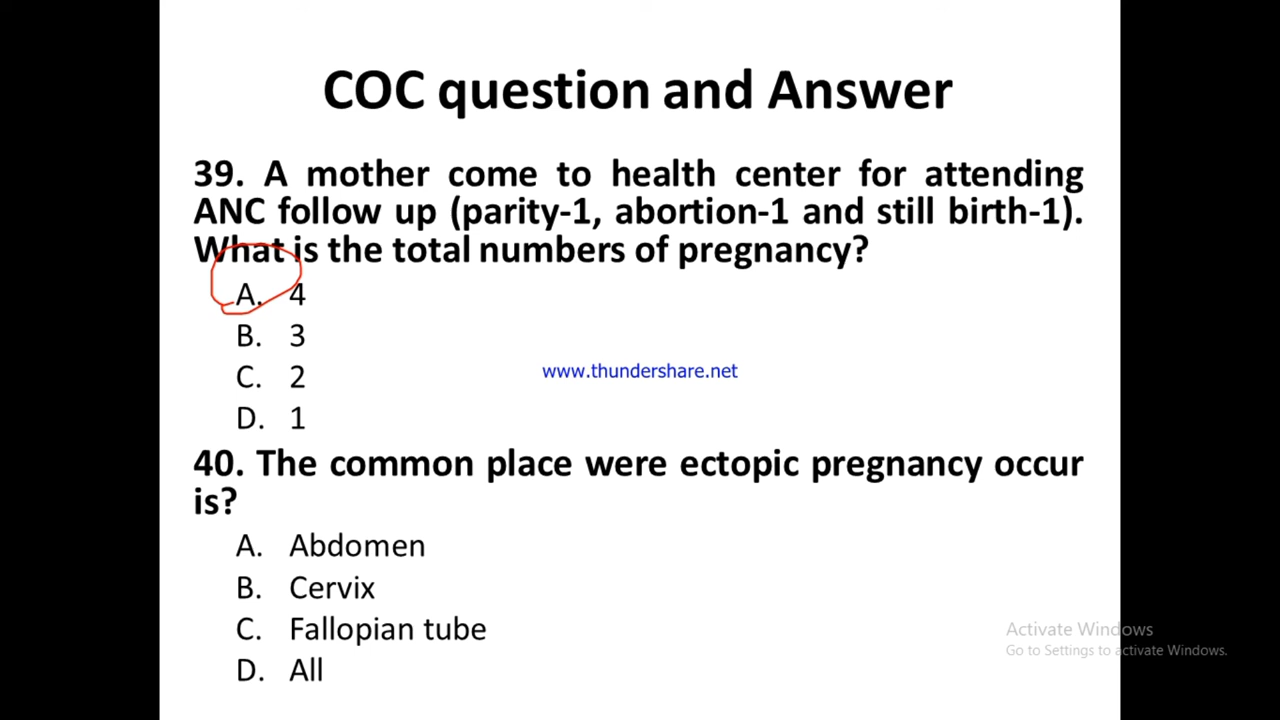 COC question and Answer
39. A mother come to health center for attending
ANC follow up (parity-1, abortion-1 and still birth-1).
What is the total numbers of pregnancy?
A. 4
B. 3
www.thundershare.net
C. 2
D. 1
40. The common place were ectopic pregnancy occur
is?
A. Abdomen
B. Cervix
C. Fallopian tube
D. All
Activate Windows
Go to Settings to activate Windows.